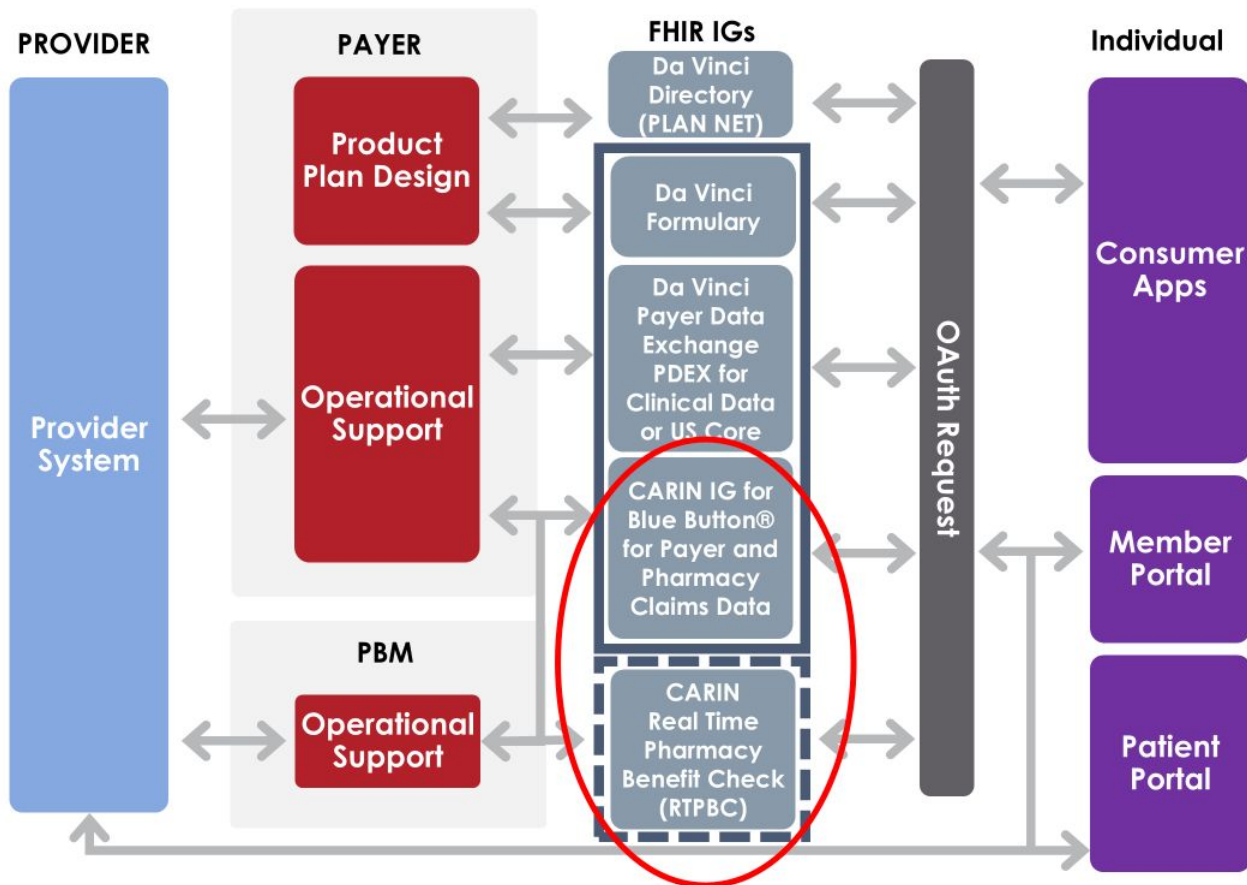 PROVIDER
Provider
System
PAYER
Product
Plan Design
Operational
Support
PBM
Operational
Support
FHIR IGs
Da Vinci
Directory
(PLAN NET)
Da Vinci
Formulary
Da Vinci
Payer Data
Exchange
PDEX for
Clinical Data
or US Core
CARIN IG for
Blue Button®
for Payer and
Pharmacy
Claims Data
CARIN
Real Time
Pharmacy
Benefit Check
(RTPBC)
OAuth Request
Individual
Consumer
Apps
Member
Portal
Patient
Portal